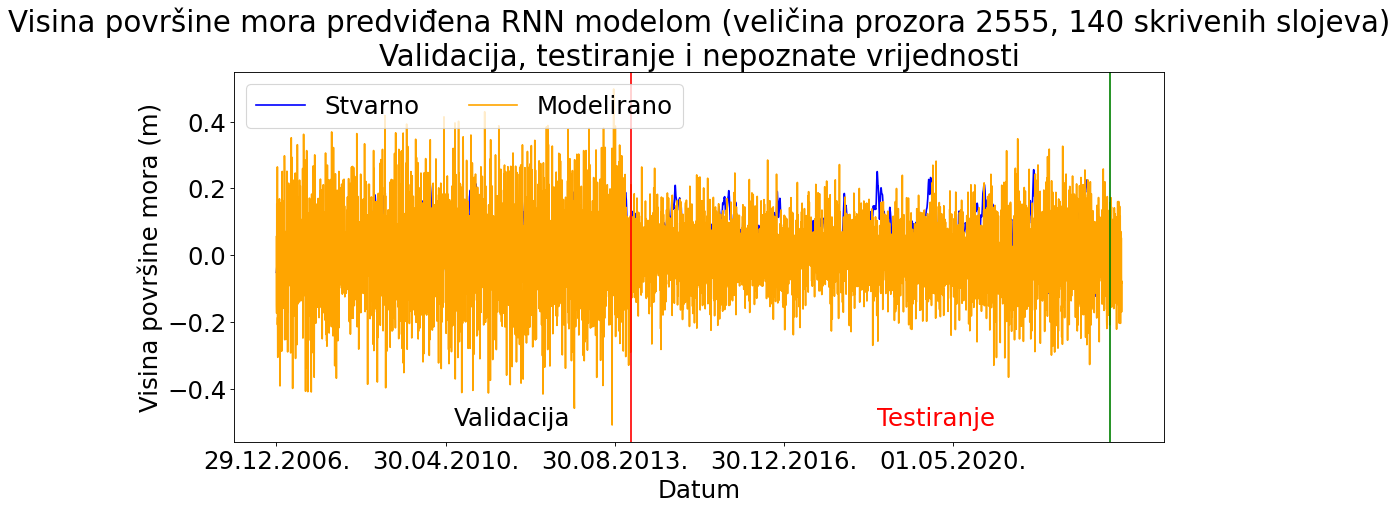 Visina površine mora predviđena RNN modelom (veličina prozora 2555, 140 skrivenih slojeva)
Validacija, testiranje i nepoznate vrijednosti
Stvarno Modelirano
Visina površine mora (m)
0.4
0.2
0.0
−0.2
−0.4
Validacija Testiranje
29.12.2006. 30.04.2010. 30.08.2013. 30.12.2016. 01.05.2020.
Datum